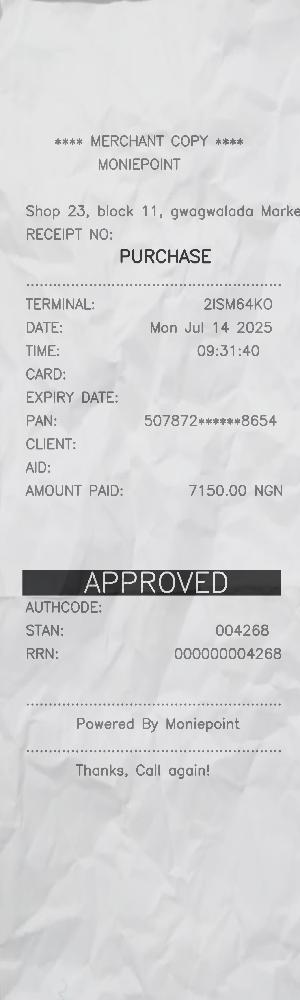 **** MERCHANT COPY ****
MONIEPOINT
Shop 23, block 11, gwagwalada Marke
RECEIPT NO:
PURCHASE
TERMINAL: 2ISM64KO
DATE: Mon Jul 14 2025
TIME: 09:31:40
CARD:
EXPIRY DATE:
PAN: 507872******8654
CLIENT:
AID:
AMOUNT PAID: 7150.00 NGN
APPROVED
AUTHCODE:
STAN: 004268
RRN: 000000004268
Powered By Moniepoint
Thanks, Call again!